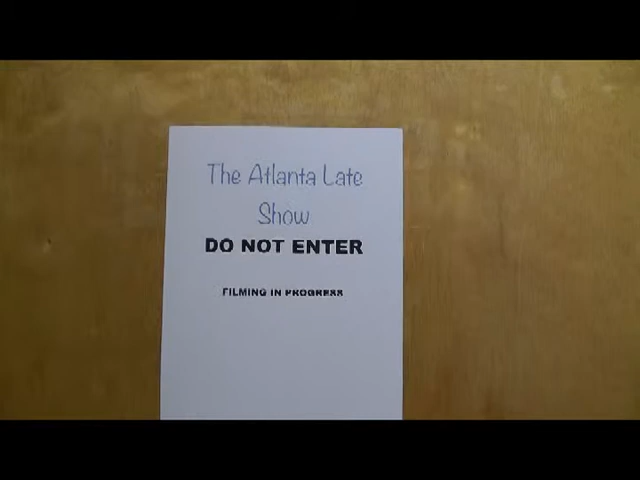 The Atlanta Late
Show
DO NOT ENTER
FILMING IN PROGRESS